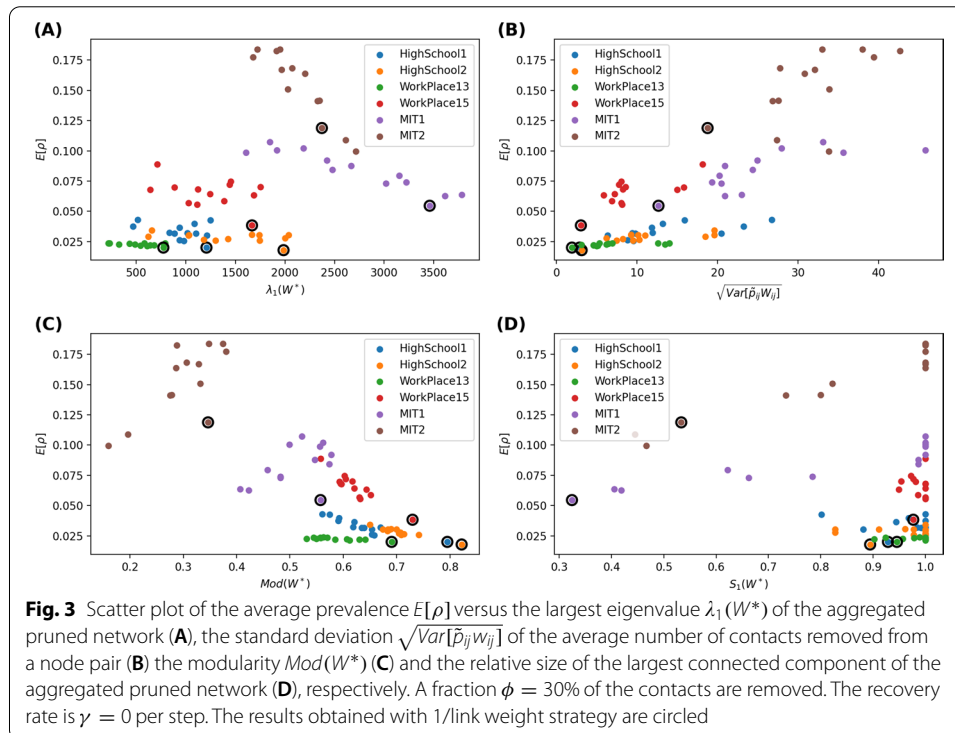 (A)
E[ρ]
0.175
0.150
0.125
0.100
0.075
0.050
0.025
HighSchool1
HighSchool2
WorkPlace13
WorkPlace15
MIT1
MIT2
500 1000 1500 2000 2500 3000 3500
λ₁(W*)
(B)
E[ρ]
0.175
0.150
0.125
0.100
0.075
0.050
0.025
HighSchool1
HighSchool2
WorkPlace13
WorkPlace15
MIT1
MIT2
0 10 20 30 40
√Var[p̃ᵢⱼWᵢⱼ]
(C)
E[ρ]
0.175
0.150
0.125
0.100
0.075
0.050
0.025
HighSchool1
HighSchool2
WorkPlace13
WorkPlace15
MIT1
MIT2
0.2 0.3 0.4 0.5 0.6 0.7 0.8
Mod(W*)
(D)
E[ρ]
0.175
0.150
0.125
0.100
0.075
0.050
0.025
HighSchool1
HighSchool2
WorkPlace13
WorkPlace15
MIT1
MIT2
0.3 0.4 0.5 0.6 0.7 0.8 0.9 1.0
S₁(W*)
Fig. 3 Scatter plot of the average prevalence E[ρ] versus the largest eigenvalue λ₁(W*) of the aggregated
pruned network (A), the standard deviation √Var[p̃ᵢⱼwᵢⱼ] of the average number of contacts removed from
a node pair (B) the modularity Mod(W*) (C) and the relative size of the largest connected component of the
aggregated pruned network (D), respectively. A fraction ϕ = 30% of the contacts are removed. The recovery
rate is γ = 0 per step. The results obtained with 1/link weight strategy are circled